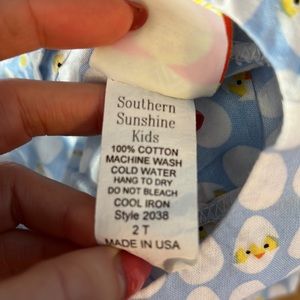 Southern
Sunshine
Kids
100% COTTON
MACHINE WASH
COLD WATER
HANG TO DRY
DO NOT BLEACH
COOL IRON
Style 2038
2 T
MADE IN USA